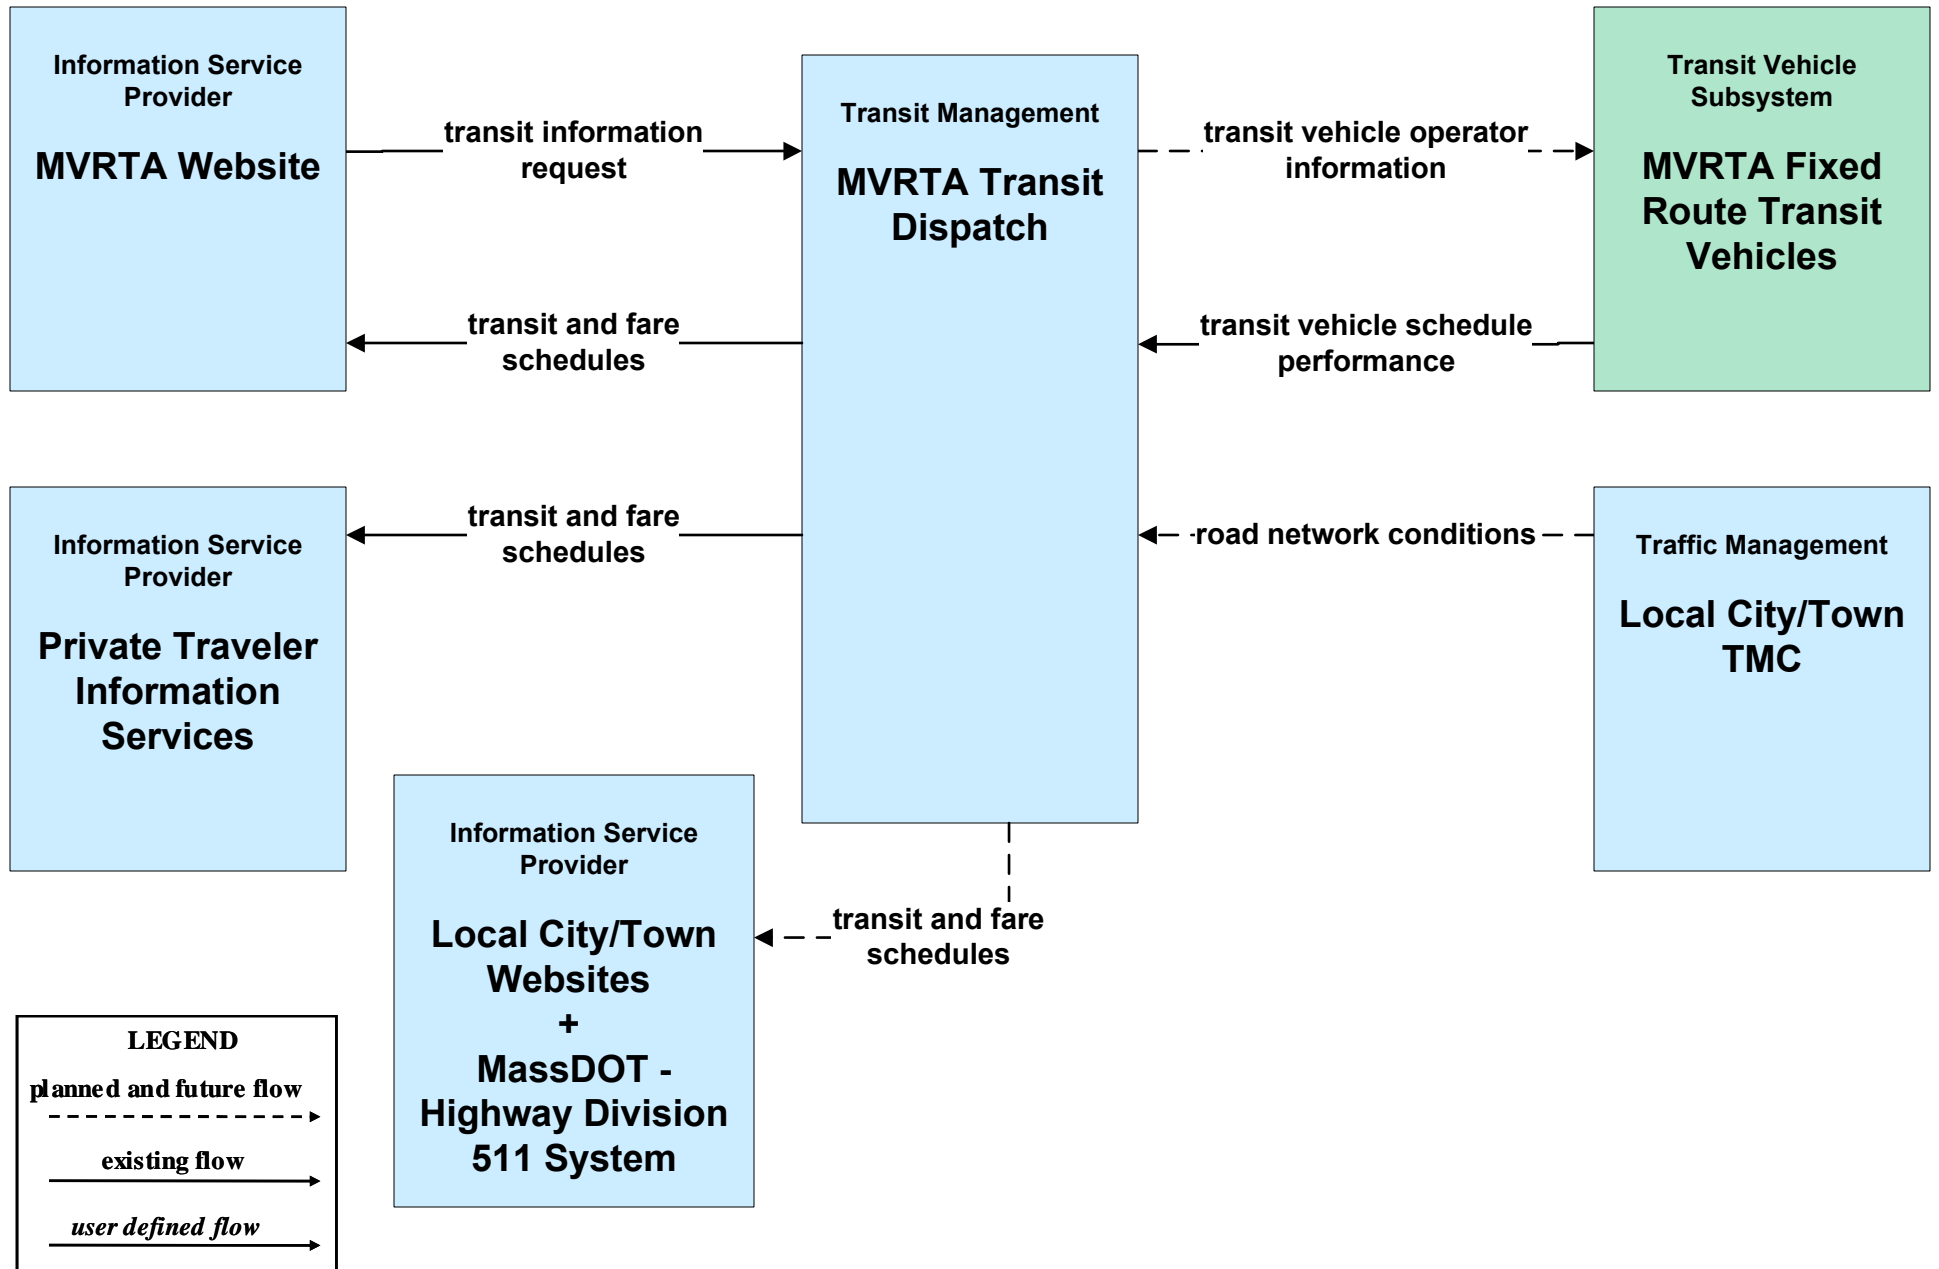 Information Service
Provider
MVRTA Website
transit information
request
transit and fare
schedules
Transit Management
MVRTA Transit
Dispatch
transit vehicle operator
information
transit vehicle schedule
performance
Transit Vehicle
Subsystem
MVRTA Fixed
Route Transit
Vehicles
Information Service
Provider
Private Traveler
Information
Services
transit and fare
schedules
road network conditions
Traffic Management
Local City/Town
TMC
Information Service
Provider
Local City/Town
Websites
+
MassDOT -
Highway Division
511 System
transit and fare
schedules
LEGEND
planned and future flow
existing flow
user defined flow